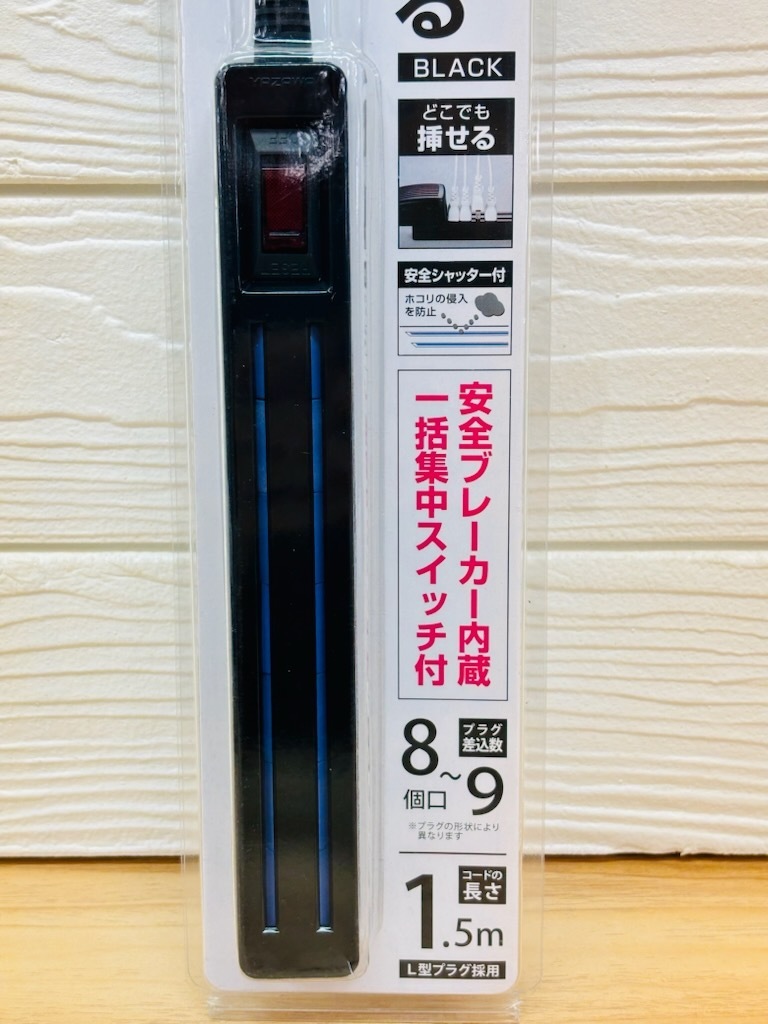 る
BLACK
どこでも
挿せる
安全シャッター付
ホコリの侵入
を防止
安全ブレーカー内蔵
一括集中スイッチ付
プラグ
差込数
8~9
個口
※プラグの形状により
異なります
コードの
長さ
1.5m
L型プラグ採用